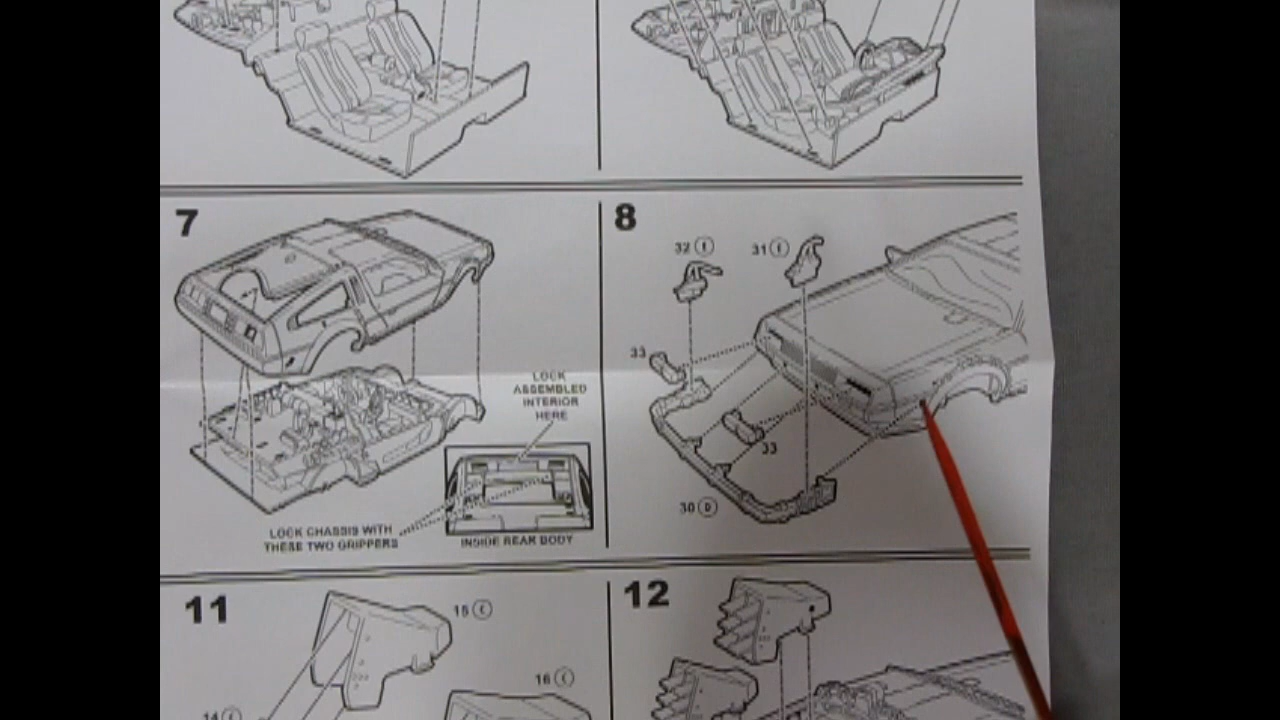 7
LOCK
ASSEMBLED
INTERIOR
HERE
LOCK CHASSIS WITH
THESE TWO GRIPPERS
INSIDE REAR BODY
8
32 E
31 E
33
33
30 D
11
15 C
16 C
14 C
12